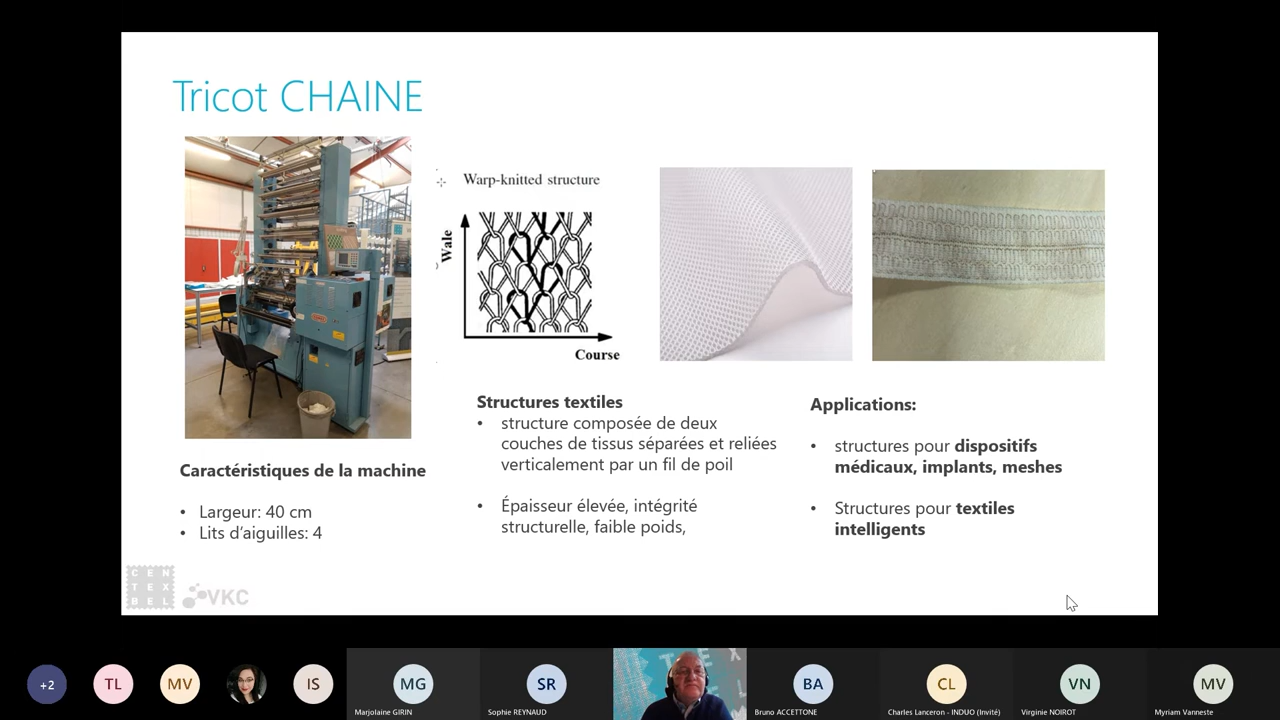 Tricot CHAINE
Warp-knitted structure
Wale
Course
Structures textiles
• structure composée de deux
couches de tissus séparées et reliées
verticalement par un fil de poil
• Épaisseur élevée, intégrité
structurelle, faible poids,
Applications:
• structures pour dispositifs
médicaux, implants, meshes
• Structures pour textiles
intelligents
Caractéristiques de la machine
• Largeur: 40 cm
• Lits d’aiguilles: 4
CEN
TEX
BEL
VKC
+2
TL
MV
IS
MG
SR
BA
CL
VN
MV
Marjolaine GIRIN
Sophie REYNAUD
Bruno ACCETTONE
Charles Lanceron - INDUO (Invité)
Virginie NOIROT
Myriam Vanneste